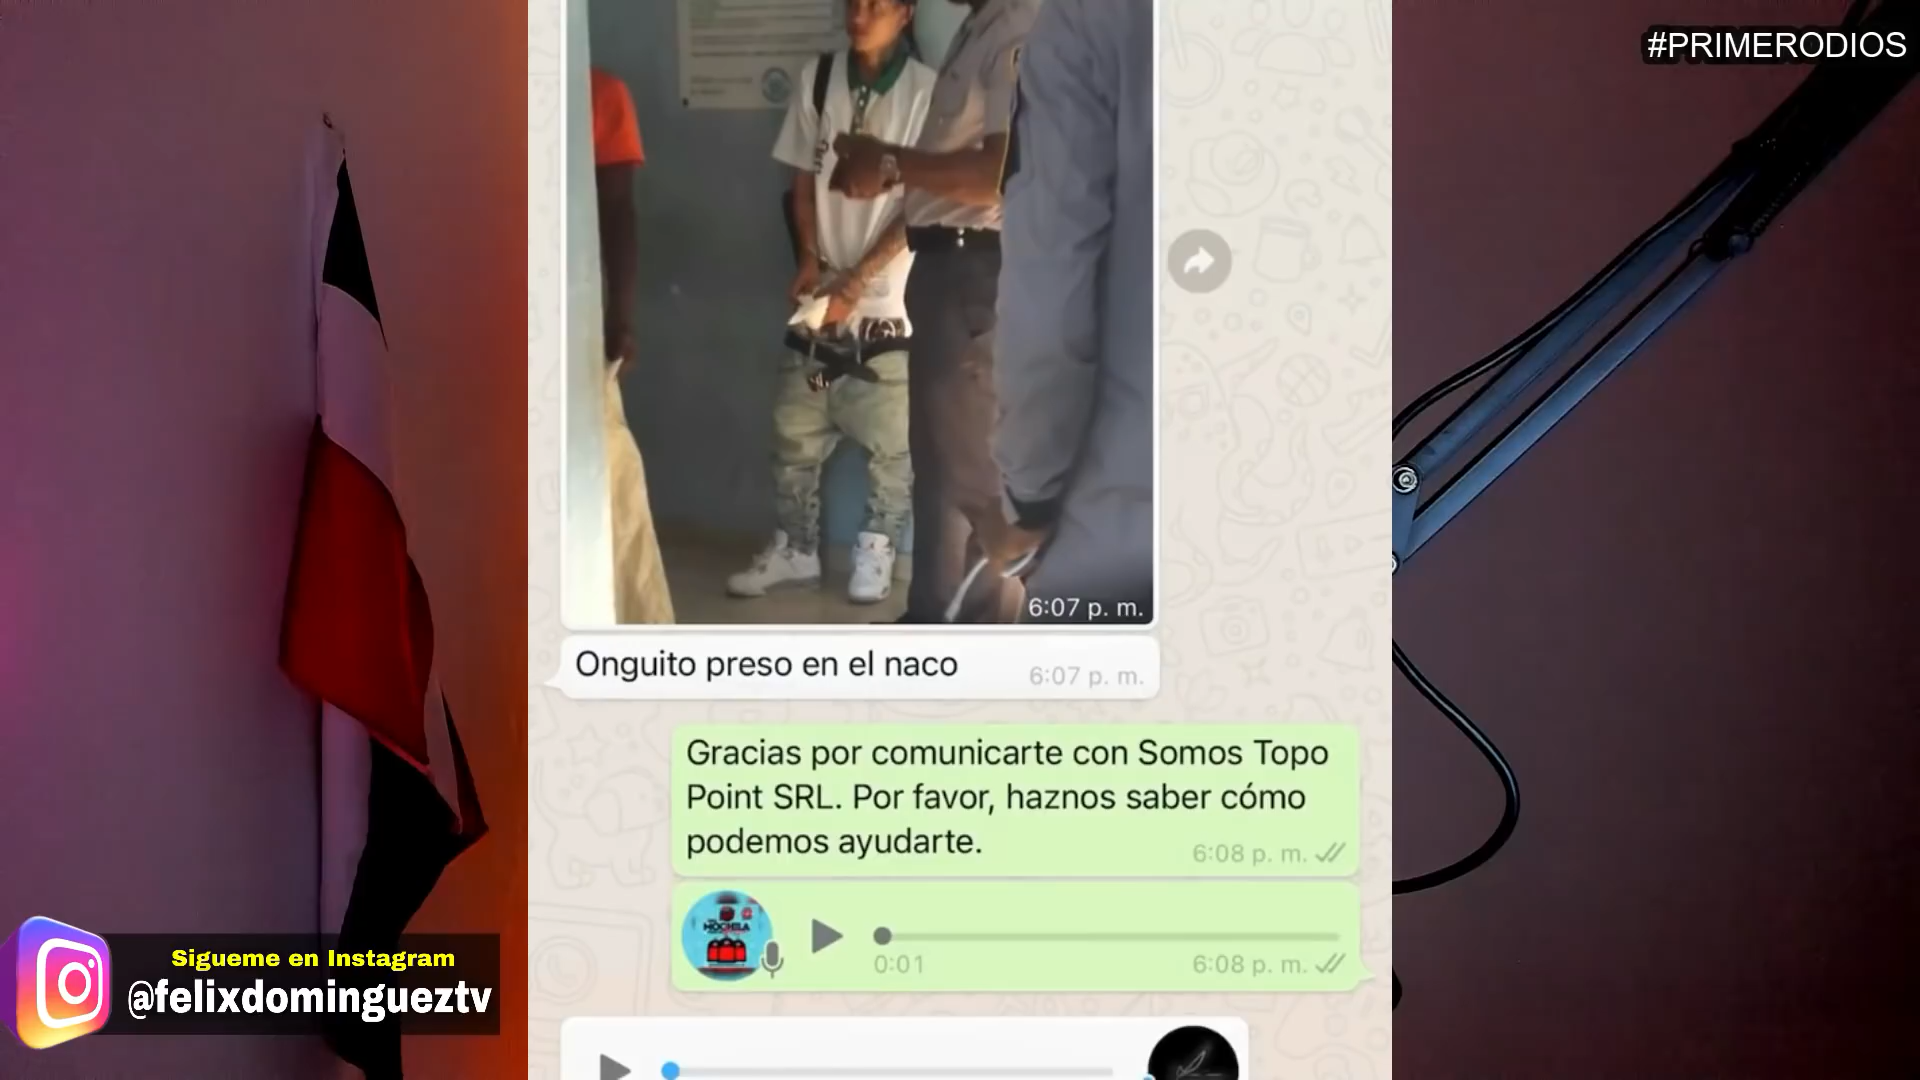 #PRIMERODIOS
6:07 p. m.
Onguito preso en el naco
6:07 p. m.
Gracias por comunicarte con Somos Topo
Point SRL. Por favor, haznos saber cómo
podemos ayudarte.
6:08 p. m.
MOCHILA
0:01
6:08 p. m.
Sigueme en Instagram
@felixdomingueztv